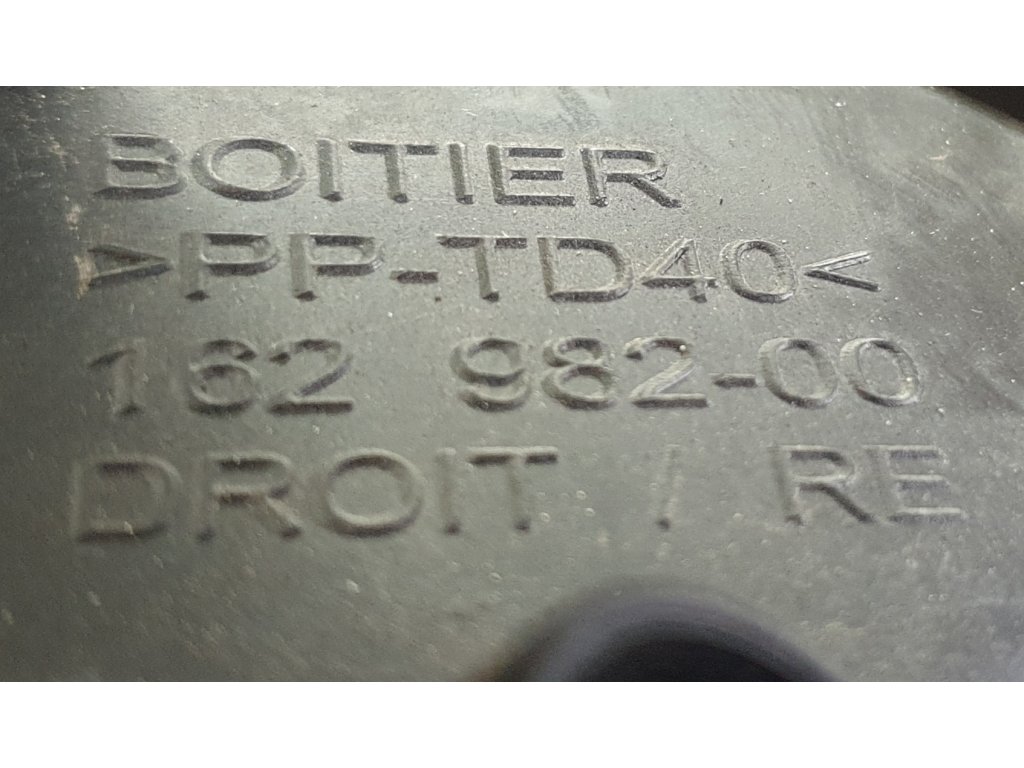 BOITIER
>PP-TD40<
162 982-00
DROIT / RE